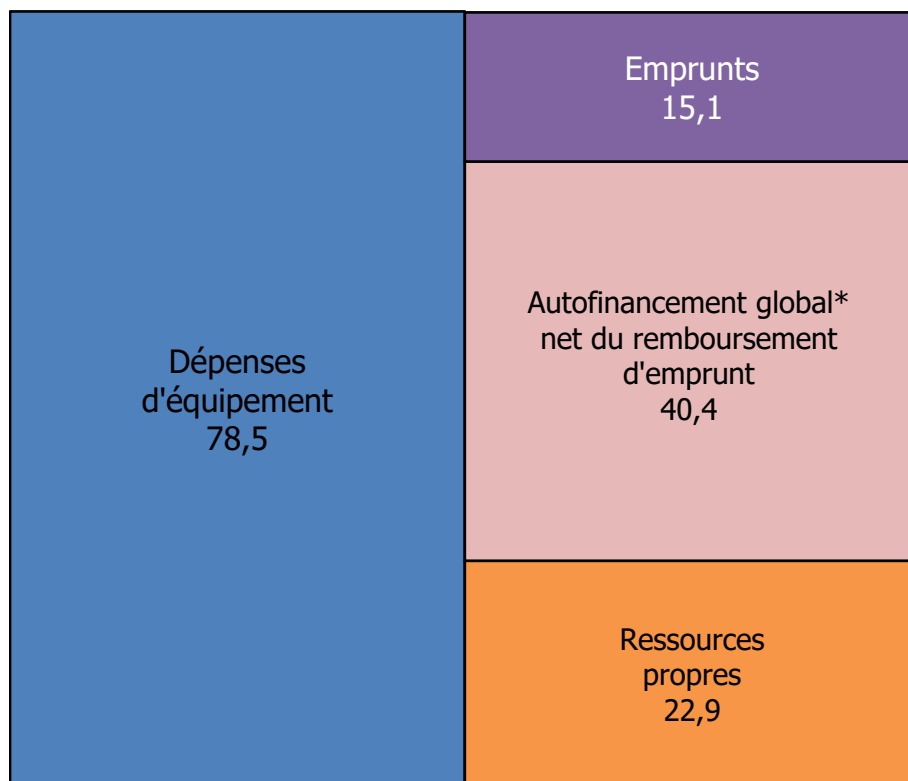 Dépenses
d'équipement
78,5
Emprunts
15,1
Autofinancement global*
net du remboursement
d'emprunt
40,4
Ressources
propres
22,9